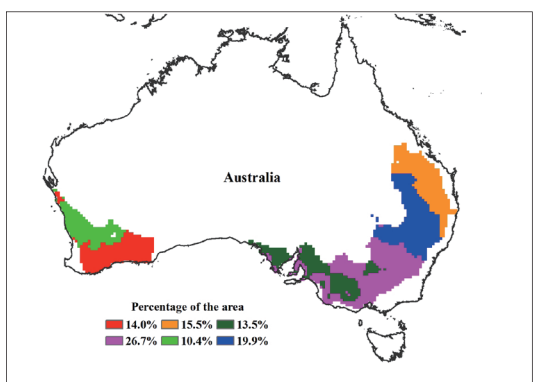 Australia
Percentage of the area
14.0% 15.5% 13.5%
26.7% 10.4% 19.9%